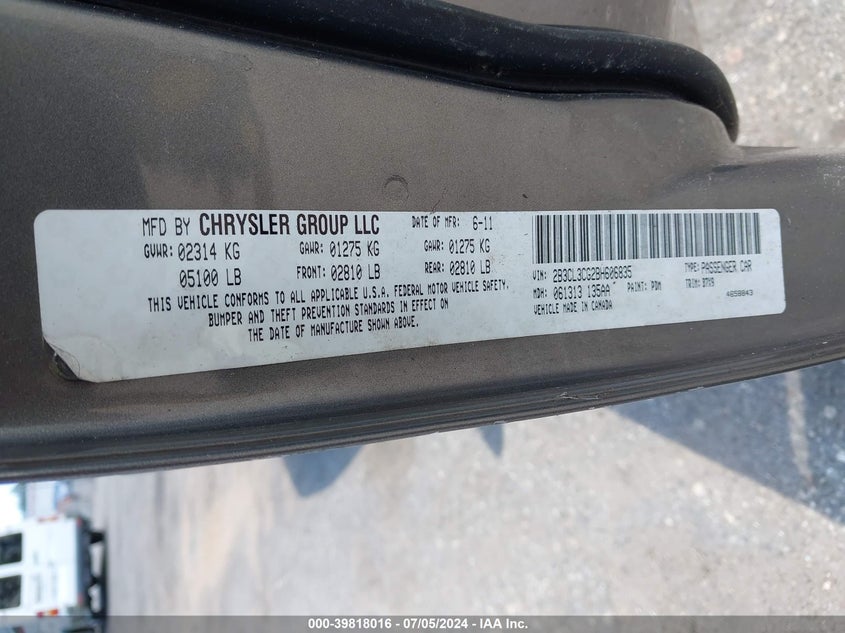 MFD BY CHRYSLER GROUP LLC
DATE OF MFR: 6-11
GVWR: 02314 KG GAWR: 01275 KG GAWR: 01275 KG
05100 LB FRONT: 02810 LB REAR: 02810 LB
THIS VEHICLE CONFORMS TO ALL APPLICABLE U.S.A. FEDERAL MOTOR VEHICLE SAFETY,
BUMPER AND THEFT PREVENTION STANDARDS IN EFFECT ON
THE DATE OF MANUFACTURE SHOWN ABOVE.
VIN: 2B3CL3CG2BH606835 TYPE: PASSENGER CAR
MDH: 061313 135AA PAINT: PDM TRIM: D7X9
VEHICLE MADE IN CANADA 4658843
000-39818016 — 07/05/2024 — IAA Inc.